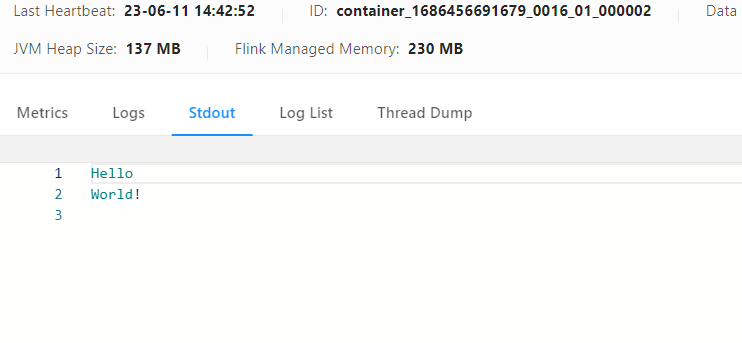 Last Heartbeat: 23-06-11 14:42:52 ID: container_1686456691679_0016_01_000002 Data
JVM Heap Size: 137 MB Flink Managed Memory: 230 MB
Metrics Logs Stdout Log List Thread Dump
1 Hello
2 World!
3